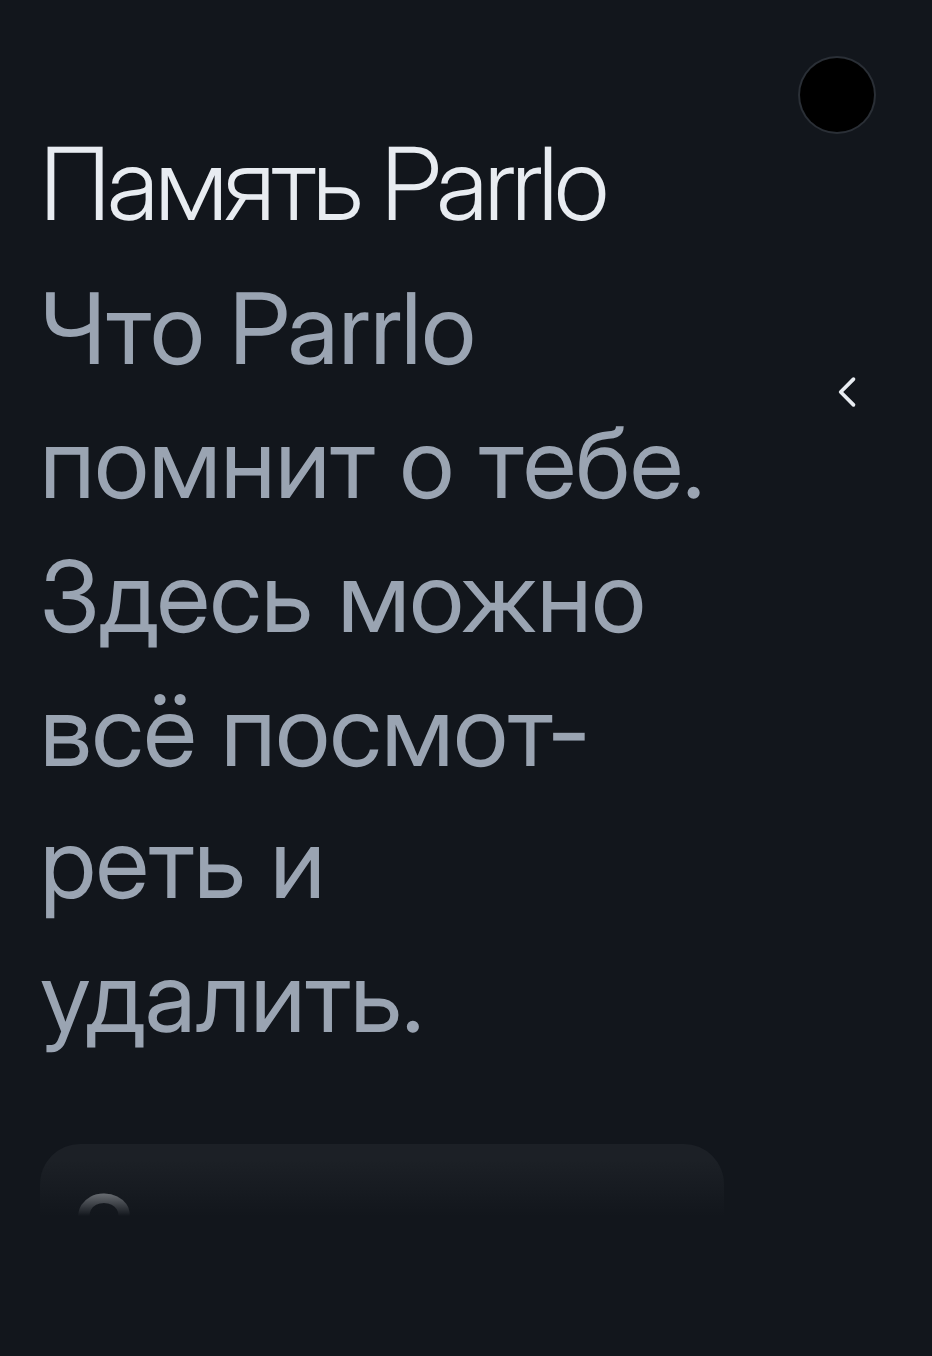 Память Parrlo
Что Parrlo
помнит о тебе.
Здесь можно
всё посмот-
реть и
удалить.